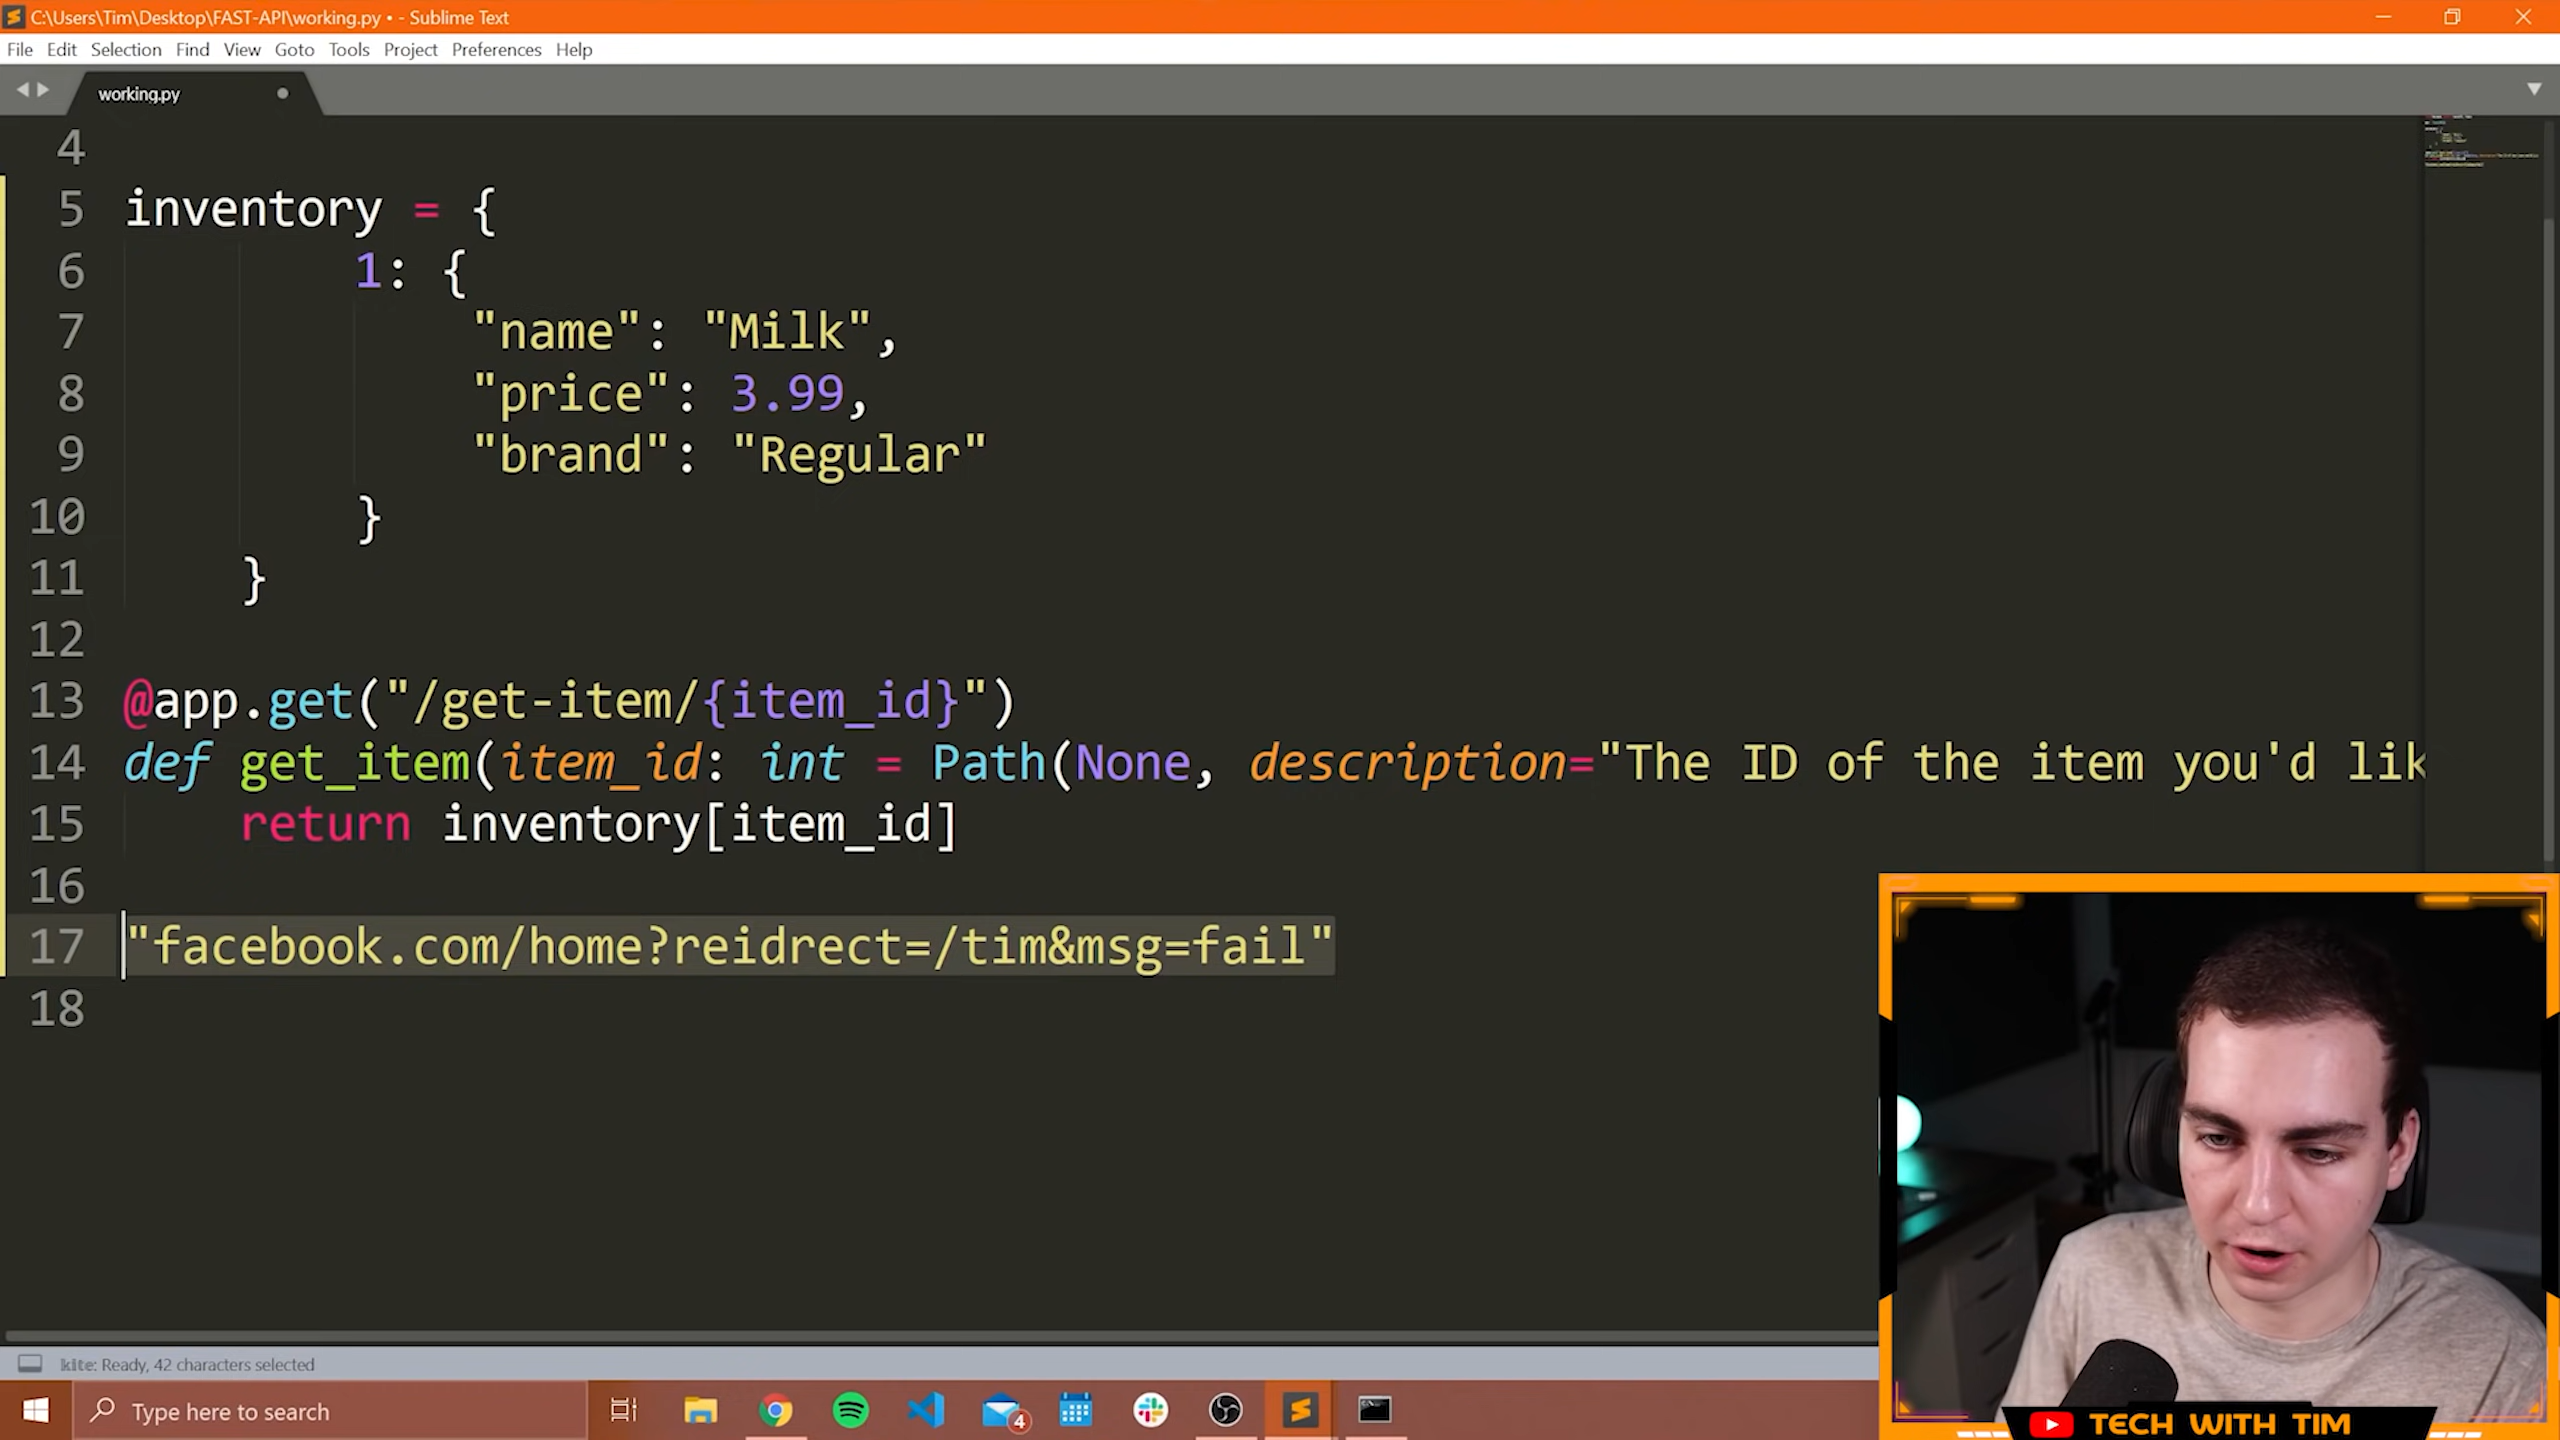 C:\Users\Tim\Desktop\FAST-API\working.py • - Sublime Text
File Edit Selection Find View Goto Tools Project Preferences Help
working.py
4
5 inventory = {
6 1: {
7 "name": "Milk",
8 "price": 3.99,
9 "brand": "Regular"
10 }
11 }
12
13 @app.get("/get-item/{item_id}")
14 def get_item(item_id: int = Path(None, description="The ID of the item you'd lik
15 return inventory[item_id]
16
17 "facebook.com/home?reidrect=/tim&msg=fail"
18
kite: Ready, 42 characters selected
Type here to search
4
TECH WITH TIM